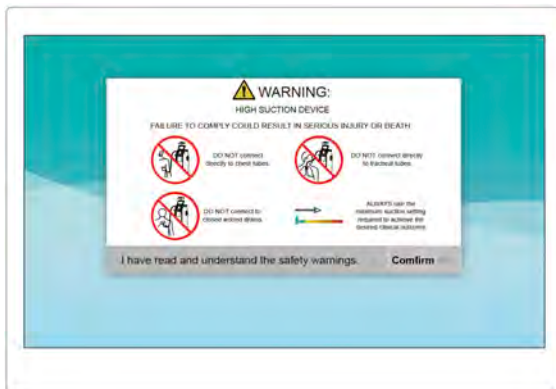 WARNING:
HIGH SUCTION DEVICE
FAILURE TO COMPLY COULD RESULT IN SERIOUS INJURY OR DEATH
DO NOT connect
directly to chest tubes.
DO NOT connect directly
to tracheal tubes.
DO NOT connect to
closed wound drains.
ALWAYS use the
minimum suction setting
required to achieve the
desired clinical outcome.
I have read and understand the safety warnings.
Comfirm